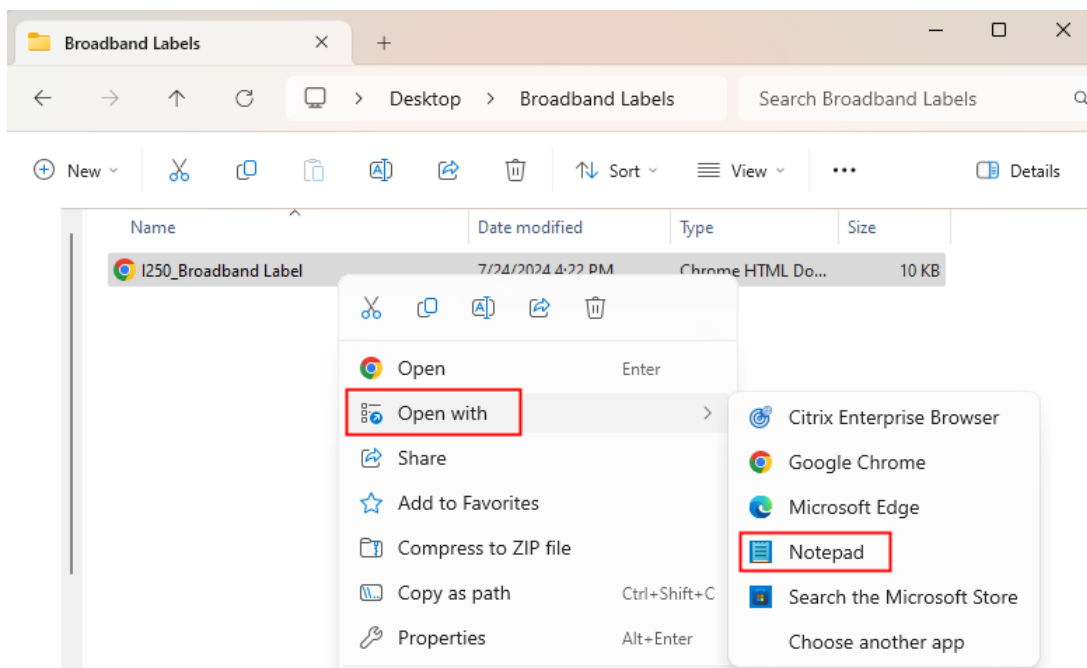 Broadband Labels
Desktop > Broadband Labels
Search Broadband Labels
New
Sort
View
Details
Name
Date modified
Type
Size
I250_Broadband Label
7/24/2024 4:22 PM
Chrome HTML Do...
10 KB
Open
Enter
Open with
Share
Add to Favorites
Compress to ZIP file
Copy as path
Ctrl+Shift+C
Properties
Alt+Enter
Citrix Enterprise Browser
Google Chrome
Microsoft Edge
Notepad
Search the Microsoft Store
Choose another app